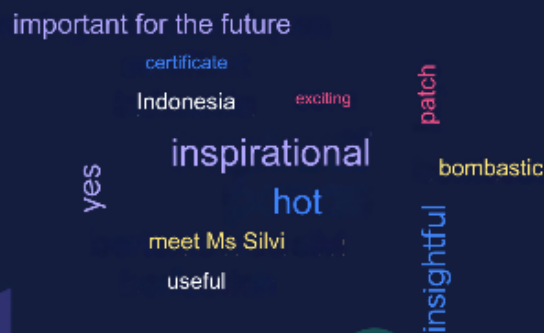 important for the future
certificate
Indonesia
exciting
patch
inspirational
bombastic
yes
hot
meet Ms Silvi
insightful
useful